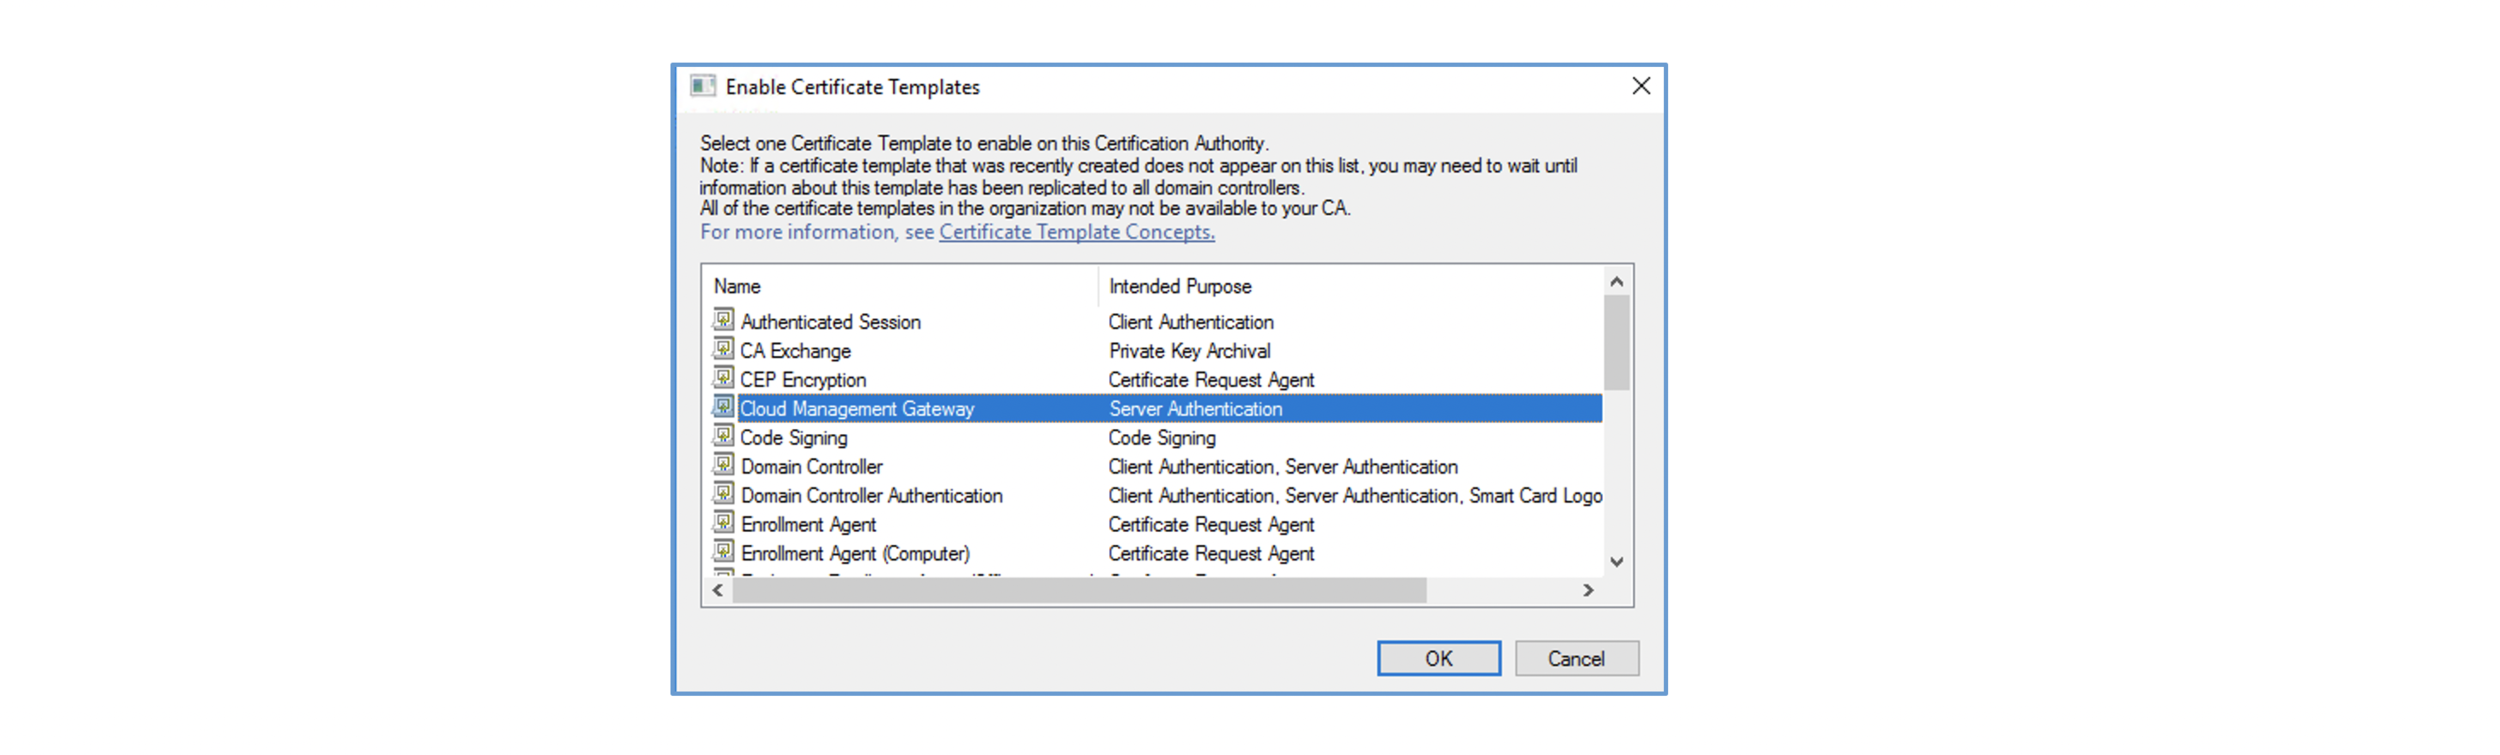 Enable Certificate Templates
Select one Certificate Template to enable on this Certification Authority.
Note: If a certificate template that was recently created does not appear on this list, you may need to wait until
information about this template has been replicated to all domain controllers.
All of the certificate templates in the organization may not be available to your CA.
For more information, see Certificate Template Concepts.
Name Intended Purpose
Authenticated Session Client Authentication
CA Exchange Private Key Archival
CEP Encryption Certificate Request Agent
Cloud Management Gateway Server Authentication
Code Signing Code Signing
Domain Controller Client Authentication, Server Authentication
Domain Controller Authentication Client Authentication, Server Authentication, Smart Card Logo
Enrollment Agent Certificate Request Agent
Enrollment Agent (Computer) Certificate Request Agent
OK Cancel